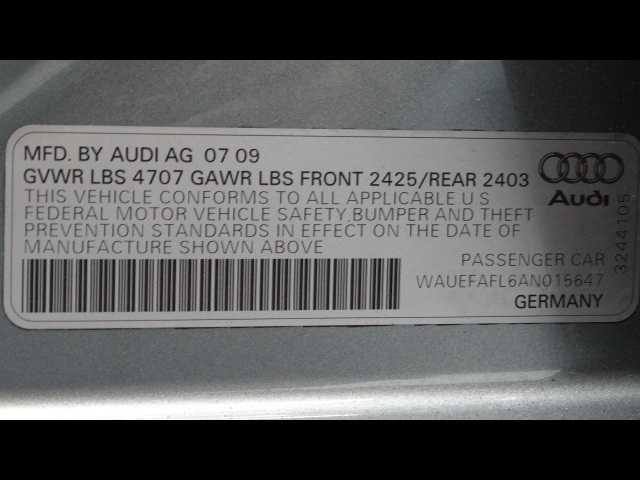 MFD. BY AUDI AG 07 09
GVWR LBS 4707 GAWR LBS FRONT 2425/REAR 2403
THIS VEHICLE CONFORMS TO ALL APPLICABLE U S
FEDERAL MOTOR VEHICLE SAFETY,BUMPER AND THEFT
PREVENTION STANDARDS IN EFFECT ON THE DATE OF
MANUFACTURE SHOWN ABOVE
PASSENGER CAR
WAUEFAFL6AN015647
GERMANY
Audi
3244105